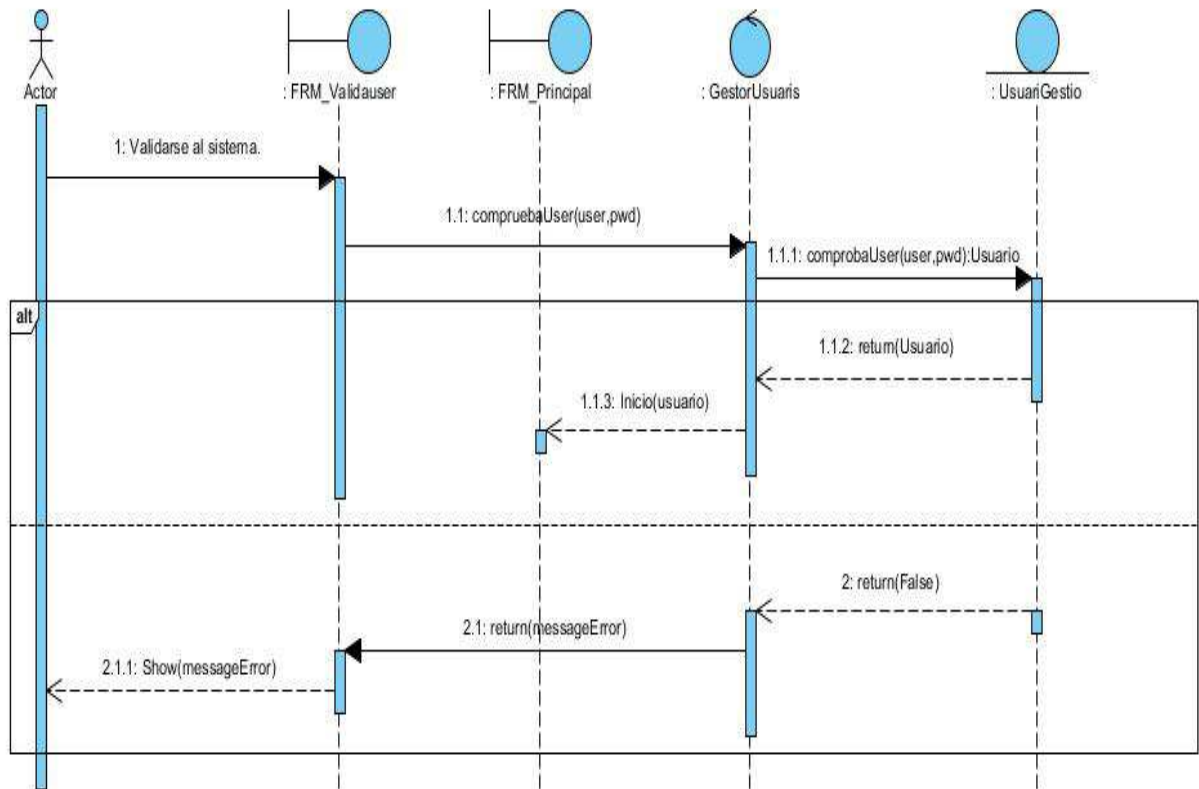 Actor
: FRM_Validauser
: FRM_Principal
: GestorUsuaris
: UsuariGestio
1: Validarse al sistema.
1.1: compruebaUser(user,pwd)
1.1.1: comprobaUser(user,pwd):Usuario
alt
1.1.2: return(Usuario)
1.1.3: Inicio(usuario)
2: return(False)
2.1: return(messageError)
2.1.1: Show(messageError)